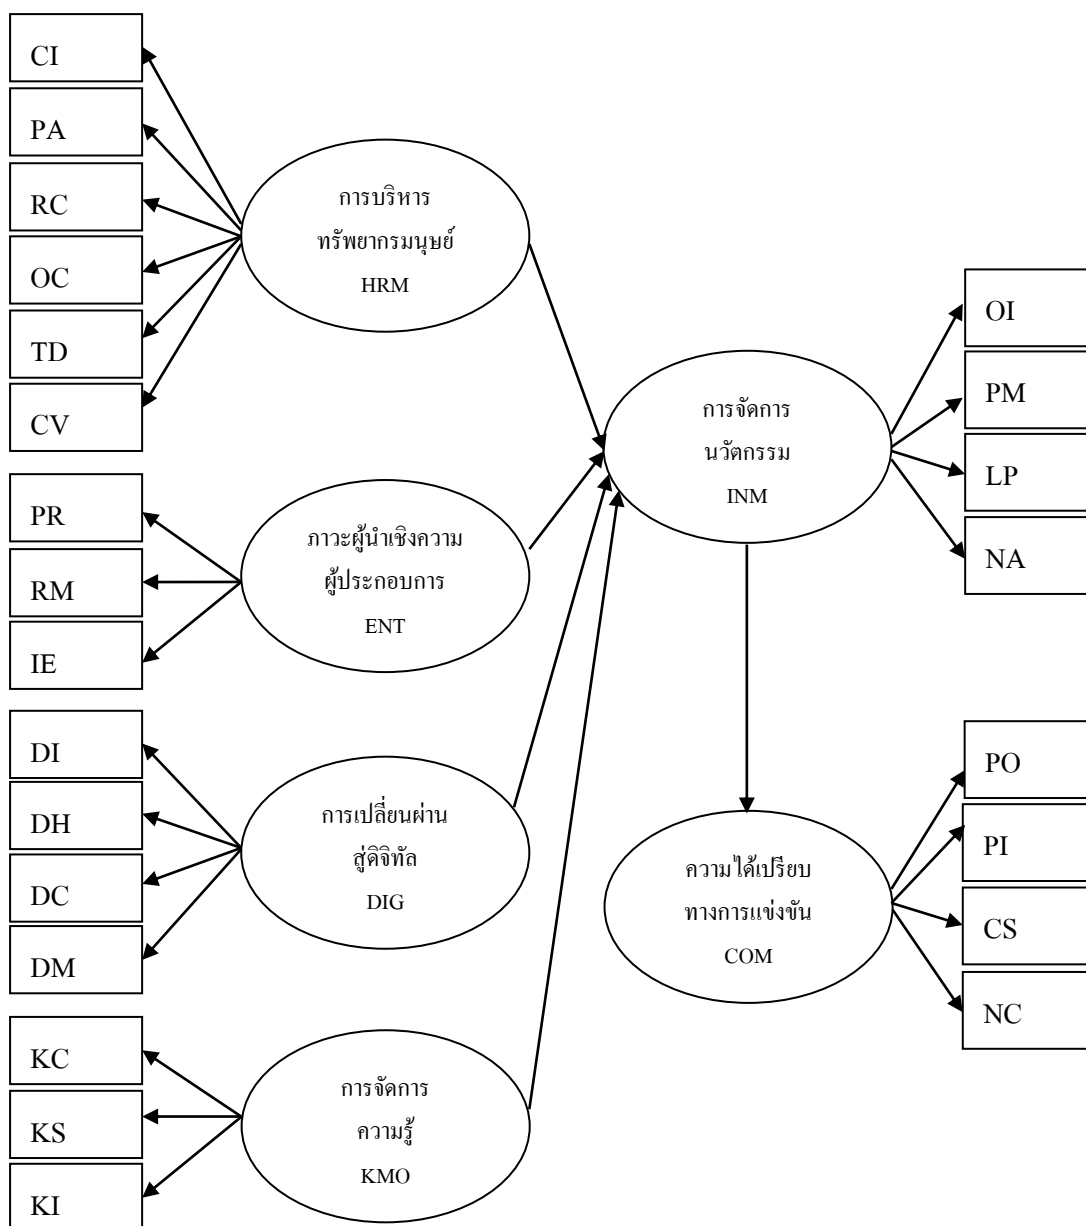 CI
PA
RC
OC
TD
CV
การบริหาร
ทรัพยากรมนุษย์
HRM
PR
RM
IE
ภาวะผู้นำเชิงความ
ผู้ประกอบการ
ENT
DI
DH
DC
DM
การเปลี่ยนผ่าน
สู่ดิจิทัล
DIG
KC
KS
KI
การจัดการ
ความรู้
KMO
การจัดการ
นวัตกรรม
INM
OI
PM
LP
NA
ความได้เปรียบ
ทางการแข่งขัน
COM
PO
PI
CS
NC